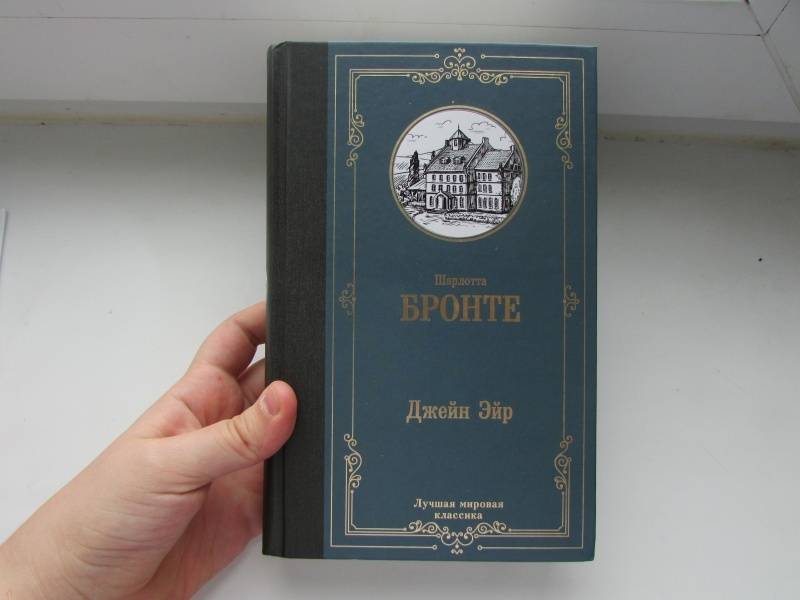 Шарлотта
БРОНТЕ
Джейн Эйр
Лучшая мировая
классика